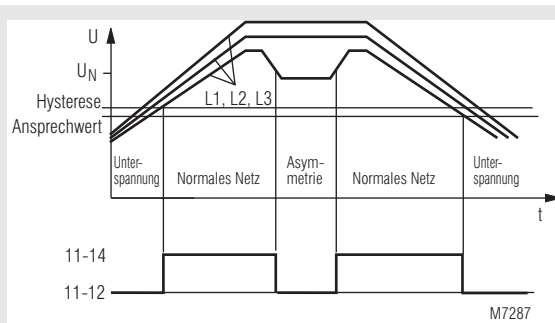 U
U_N
Hysterese
Ansprechwert
L1, L2, L3
Unter-
spannung
Normales Netz
Asym-
metrie
Normales Netz
Unter-
spannung
t
11-14
11-12
M7287